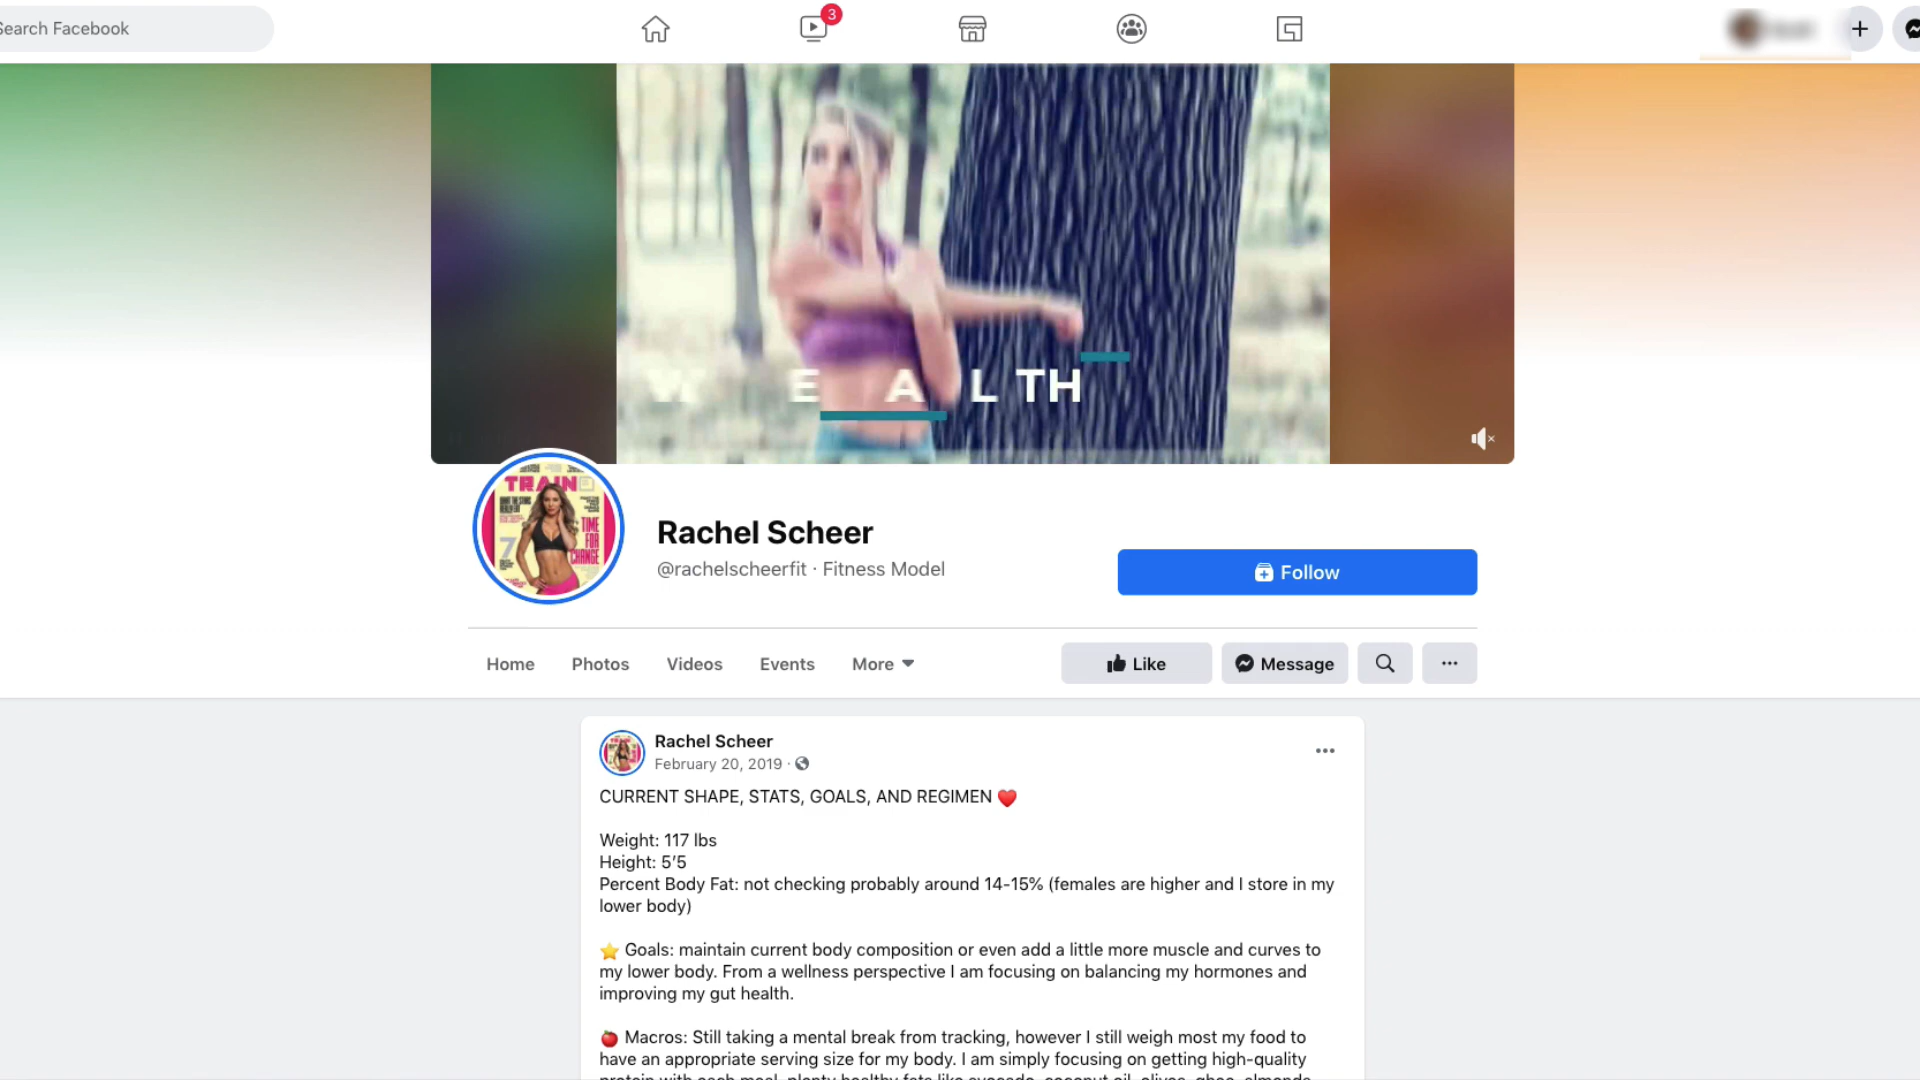 Search Facebook
3
E A L TH
TRAIN
TIME
FOR
CHANGE
7
Rachel Scheer
@rachelscheerfit · Fitness Model
Follow
Home Photos Videos Events More
Like Message
Rachel Scheer
February 20, 2019 ·
CURRENT SHAPE, STATS, GOALS, AND REGIMEN ❤️
Weight: 117 lbs
Height: 5’5
Percent Body Fat: not checking probably around 14-15% (females are higher and I store in my
lower body)
⭐ Goals: maintain current body composition or even add a little more muscle and curves to
my lower body. From a wellness perspective I am focusing on balancing my hormones and
improving my gut health.
🍎 Macros: Still taking a mental break from tracking, however I still weigh most my food to
have an appropriate serving size for my body. I am simply focusing on getting high-quality
protein with each meal, plenty healthy fats like avocado, coconut oil, olives, ghee, almonds